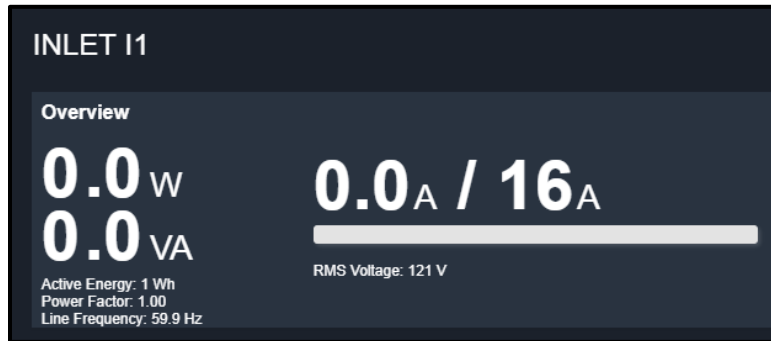 INLET I1
Overview
0.0 W
0.0 VA
Active Energy: 1 Wh
Power Factor: 1.00
Line Frequency: 59.9 Hz
0.0A / 16A
RMS Voltage: 121 V